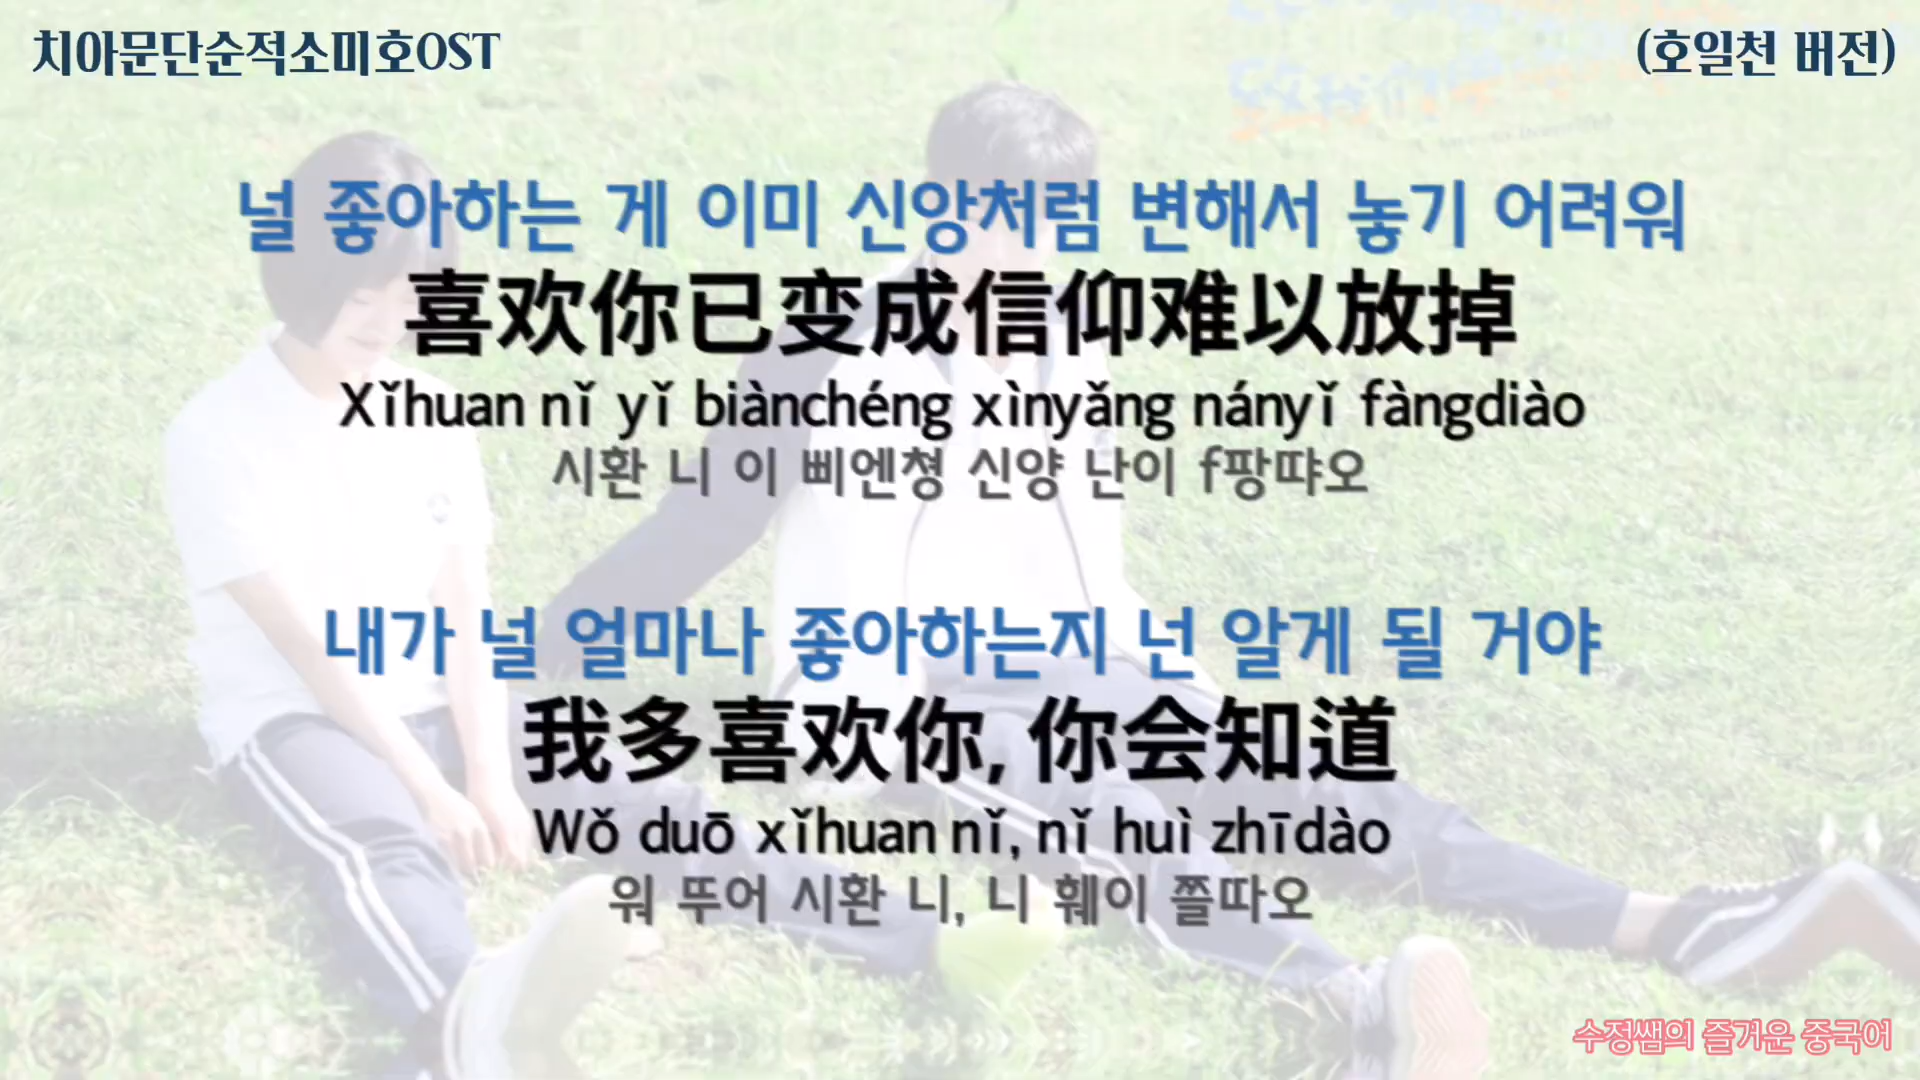 치아문단순적소미호OST
(호일천 버전)
널 좋아하는 게 이미 신앙처럼 변해서 놓기 어려워
喜欢你已变成信仰难以放掉
Xǐhuan nǐ yǐ biànchéng xìnyǎng nányǐ fàngdiào
시환 니 이 삐엔쳥 신양 난이 f팡땨오
내가 널 얼마나 좋아하는지 넌 알게 될 거야
我多喜欢你, 你会知道
Wǒ duō xǐhuan nǐ, nǐ huì zhīdào
워 뚜어 시환 니, 니 훼이 쯜따오
수정쌤의 즐거운 중국어